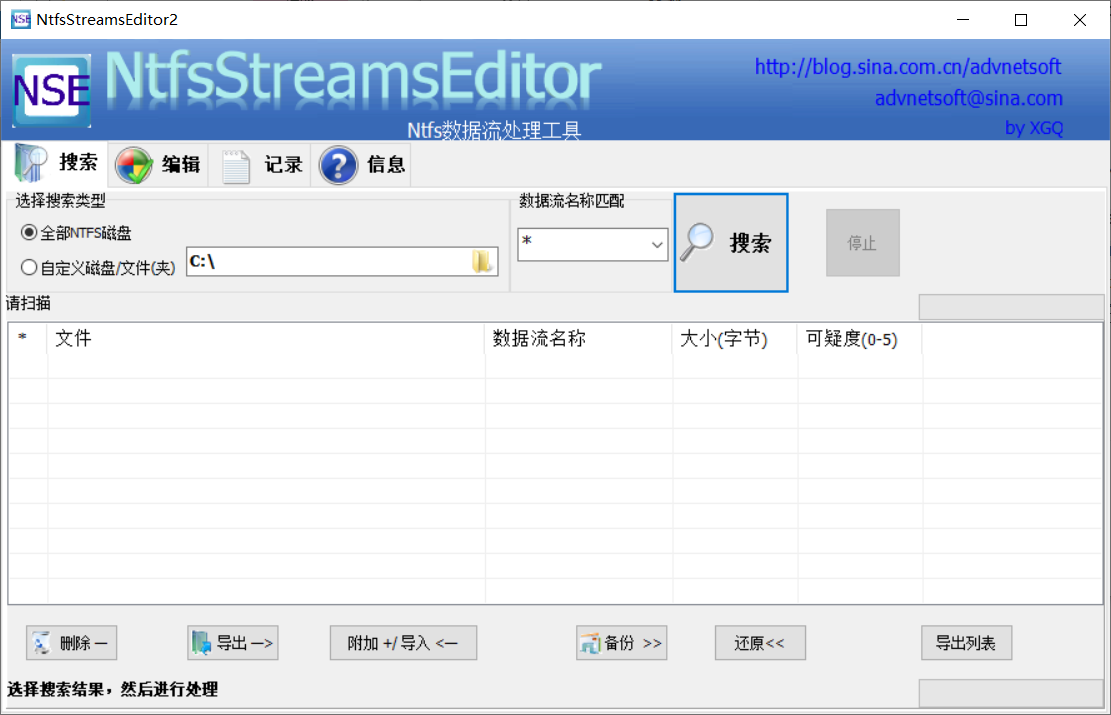 NSE NtfsStreamsEditor2
NSE
NtfsStreamsEditor
Ntfs数据流处理工具
http://blog.sina.com.cn/advnetsoft
advnetsoft@sina.com
by XGQ
搜索 编辑 记录 信息
选择搜索类型
全部NTFS磁盘
自定义磁盘/文件(夹) C:\
数据流名称匹配
*
搜索
停止
请扫描
* 文件 数据流名称 大小(字节) 可疑度(0-5)
删除 — 导出 —> 附加 +/ 导入 <— 备份 >> 还原<< 导出列表
选择搜索结果，然后进行处理